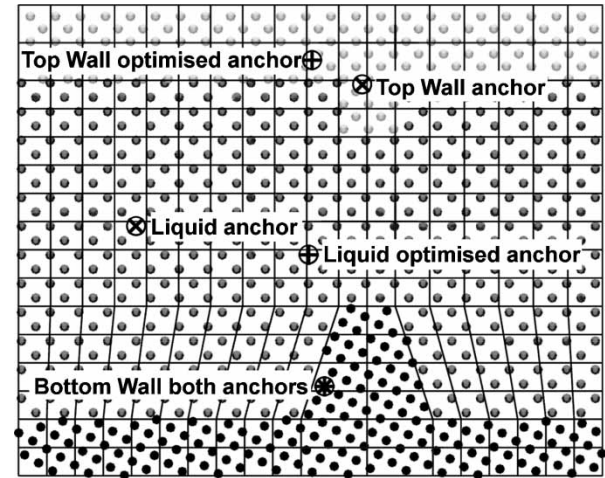 Top Wall optimised anchor
Top Wall anchor
Liquid anchor
Liquid optimised anchor
Bottom Wall both anchors